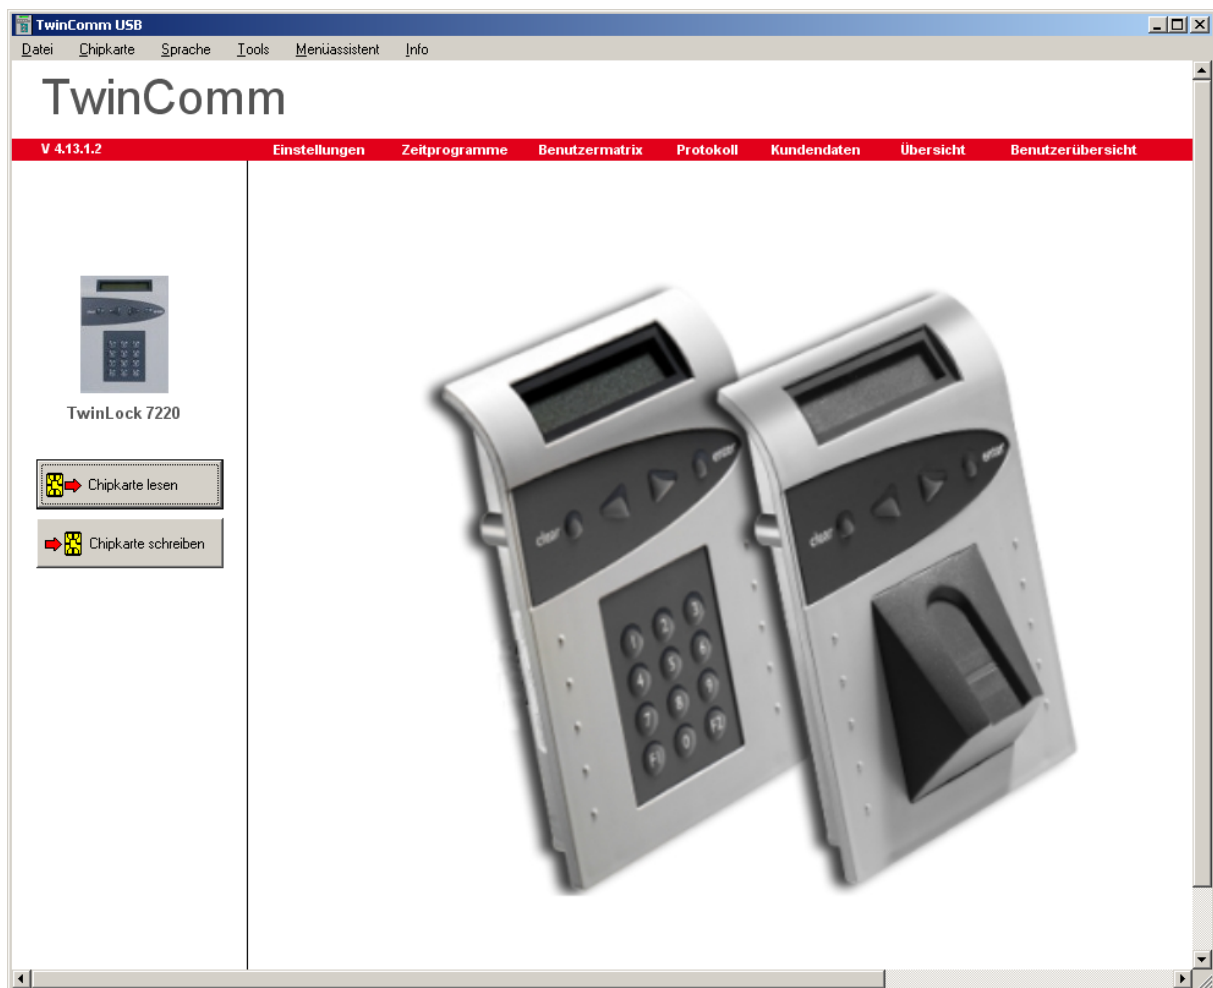 TwinComm USB
Datei Chipkarte Sprache Tools Menüassistent Info
TwinComm
V 4.13.1.2 Einstellungen Zeitprogramme Benutzermatrix Protokoll Kundendaten Übersicht Benutzerübersicht
TwinLock 7220
Chipkarte lesen
Chipkarte schreiben
clear enter
1 2 3
4 5 6
7 8 9
F1 0 F2
clear enter